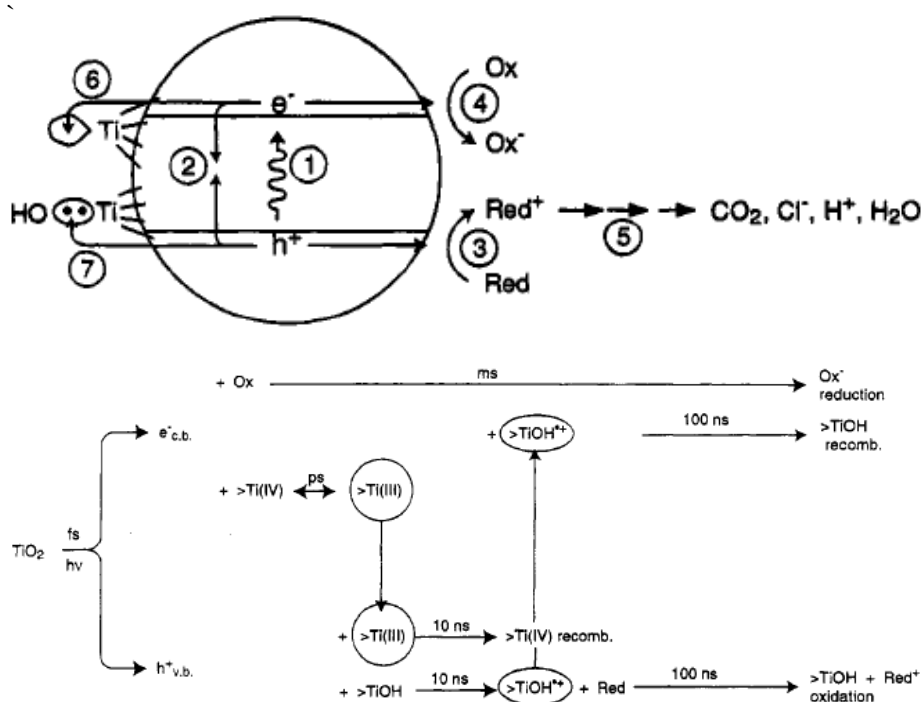 `
⑥ e⁻ Ox
Ti ④
② ① Ox⁻
HO Ti Red⁺ CO₂, Cl⁻, H⁺, H₂O
h⁺ ③ ⑤
⑦ Red
+ Ox ms Ox⁻
reduction
e⁻c.b. + >TiOH•+ 100 ns >TiOH
recomb.
+ >Ti(IV) ps >Ti(III)
fs
TiO₂
hν
+ >Ti(III) 10 ns >Ti(IV) recomb.
h⁺v.b.
+ >TiOH 10 ns >TiOH•+ + Red 100 ns >TiOH + Red⁺
oxidation